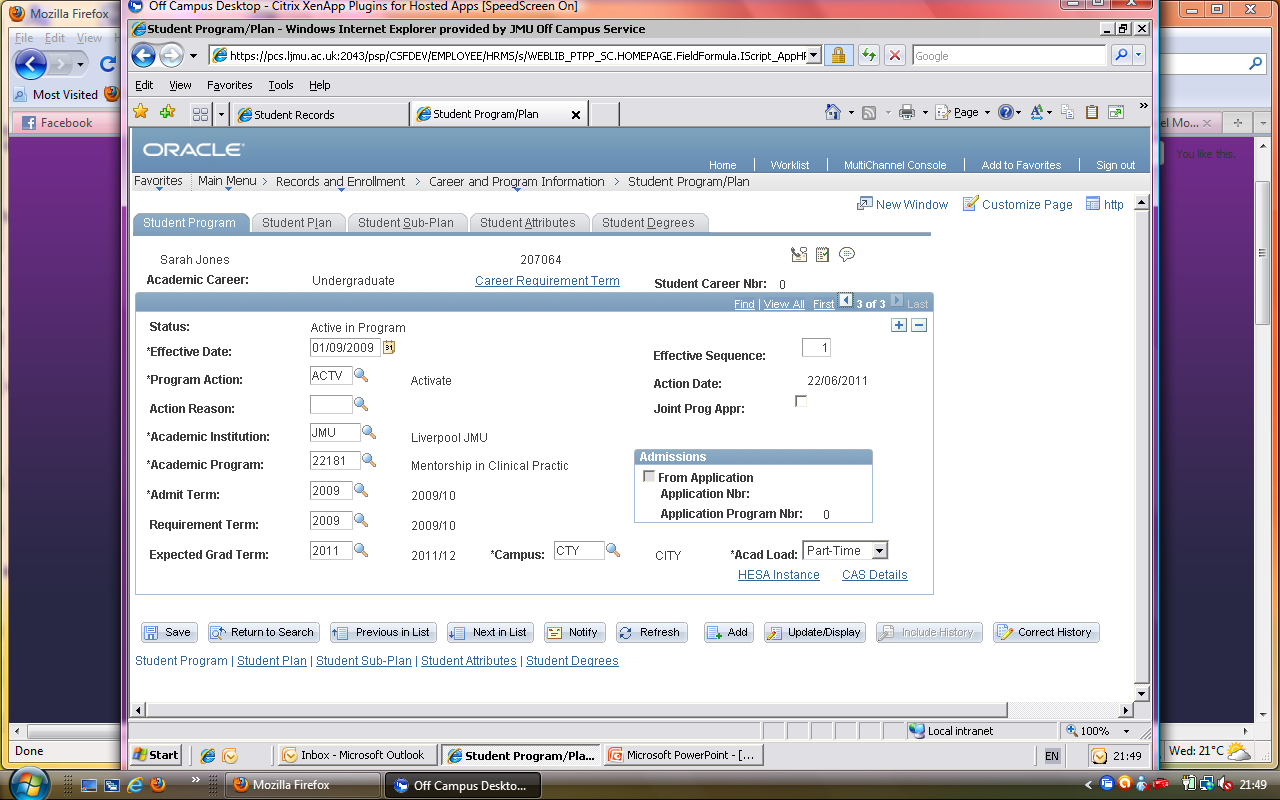 Mozilla Firefox
Off Campus Desktop - Citrix XenApp Plugins for Hosted Apps [SpeedScreen On]
Student Program/Plan - Windows Internet Explorer provided by JMU Off Campus Service
File Edit View
https://pcs.ljmu.ac.uk:2043/psp/CSFDEV/EMPLOYEE/HRMS/s/WEBLIB_PTPP_SC.HOMEPAGE.FieldFormula.IScript_AppHP
Google
Edit View Favorites Tools Help
Most Visited
Student Records
Student Program/Plan
Page
Facebook
el Mo...
You like this.
ORACLE
Home
Worklist
MultiChannel Console
Add to Favorites
Sign out
Favorites Main Menu > Records and Enrollment > Career and Program Information > Student Program/Plan
New Window Customize Page http
Student Program Student Plan Student Sub-Plan Student Attributes Student Degrees
Sarah Jones 207064
Academic Career: Undergraduate Career Requirement Term Student Career Nbr: 0
Find | View All First 3 of 3 Last
Status: Active in Program
*Effective Date: 01/09/2009 31 Effective Sequence: 1
*Program Action: ACTV Activate Action Date: 22/06/2011
Action Reason: Joint Prog Appr:
*Academic Institution: JMU Liverpool JMU
*Academic Program: 22181 Mentorship in Clinical Practic
Admissions
From Application
Application Nbr:
Application Program Nbr: 0
*Admit Term: 2009 2009/10
Requirement Term: 2009 2009/10
Expected Grad Term: 2011 2011/12 *Campus: CTY CITY *Acad Load: Part-Time
HESA Instance CAS Details
Save Return to Search Previous in List Next in List Notify Refresh Add Update/Display Include History Correct History
Student Program | Student Plan | Student Sub-Plan | Student Attributes | Student Degrees
Local intranet 100%
Done
Wed: 21°C
Start Inbox - Microsoft Outlook Student Program/Pla... Microsoft PowerPoint - [... EN 21:49
Mozilla Firefox Off Campus Deskto... 21:49